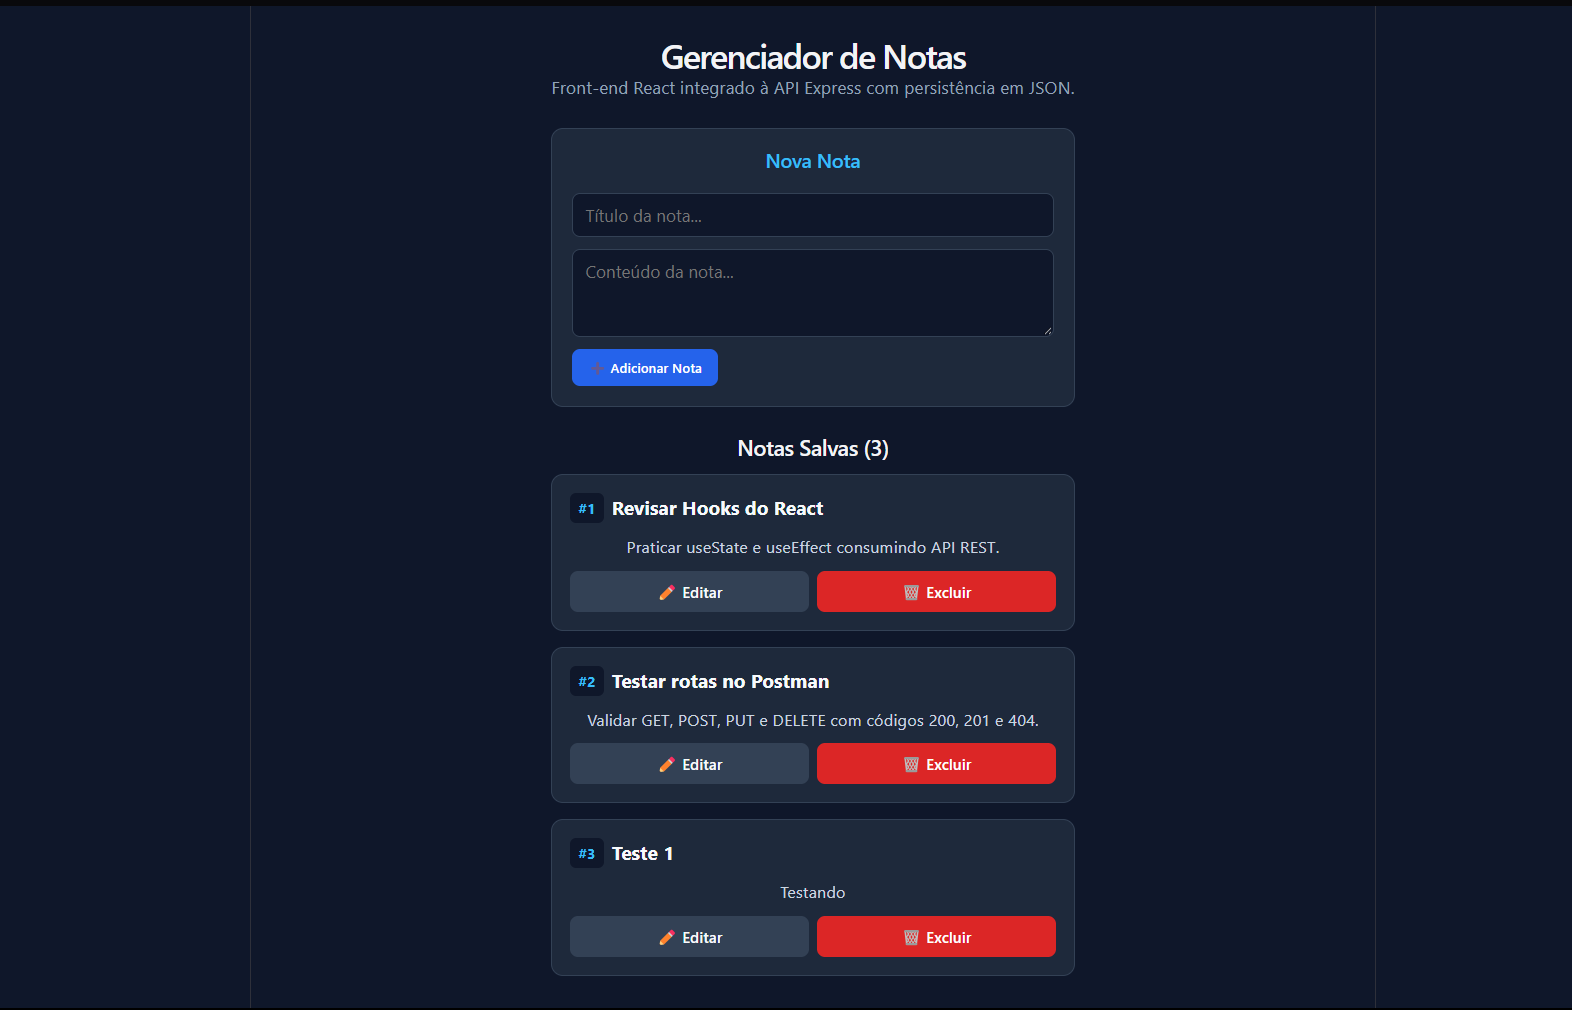 Gerenciador de Notas
Front-end React integrado à API Express com persistência em JSON.
Nova Nota
Título da nota...
Conteúdo da nota...
Adicionar Nota
Notas Salvas (3)
#1 Revisar Hooks do React
Praticar useState e useEffect consumindo API REST.
Editar Excluir
#2 Testar rotas no Postman
Validar GET, POST, PUT e DELETE com códigos 200, 201 e 404.
Editar Excluir
#3 Teste 1
Testando
Editar Excluir